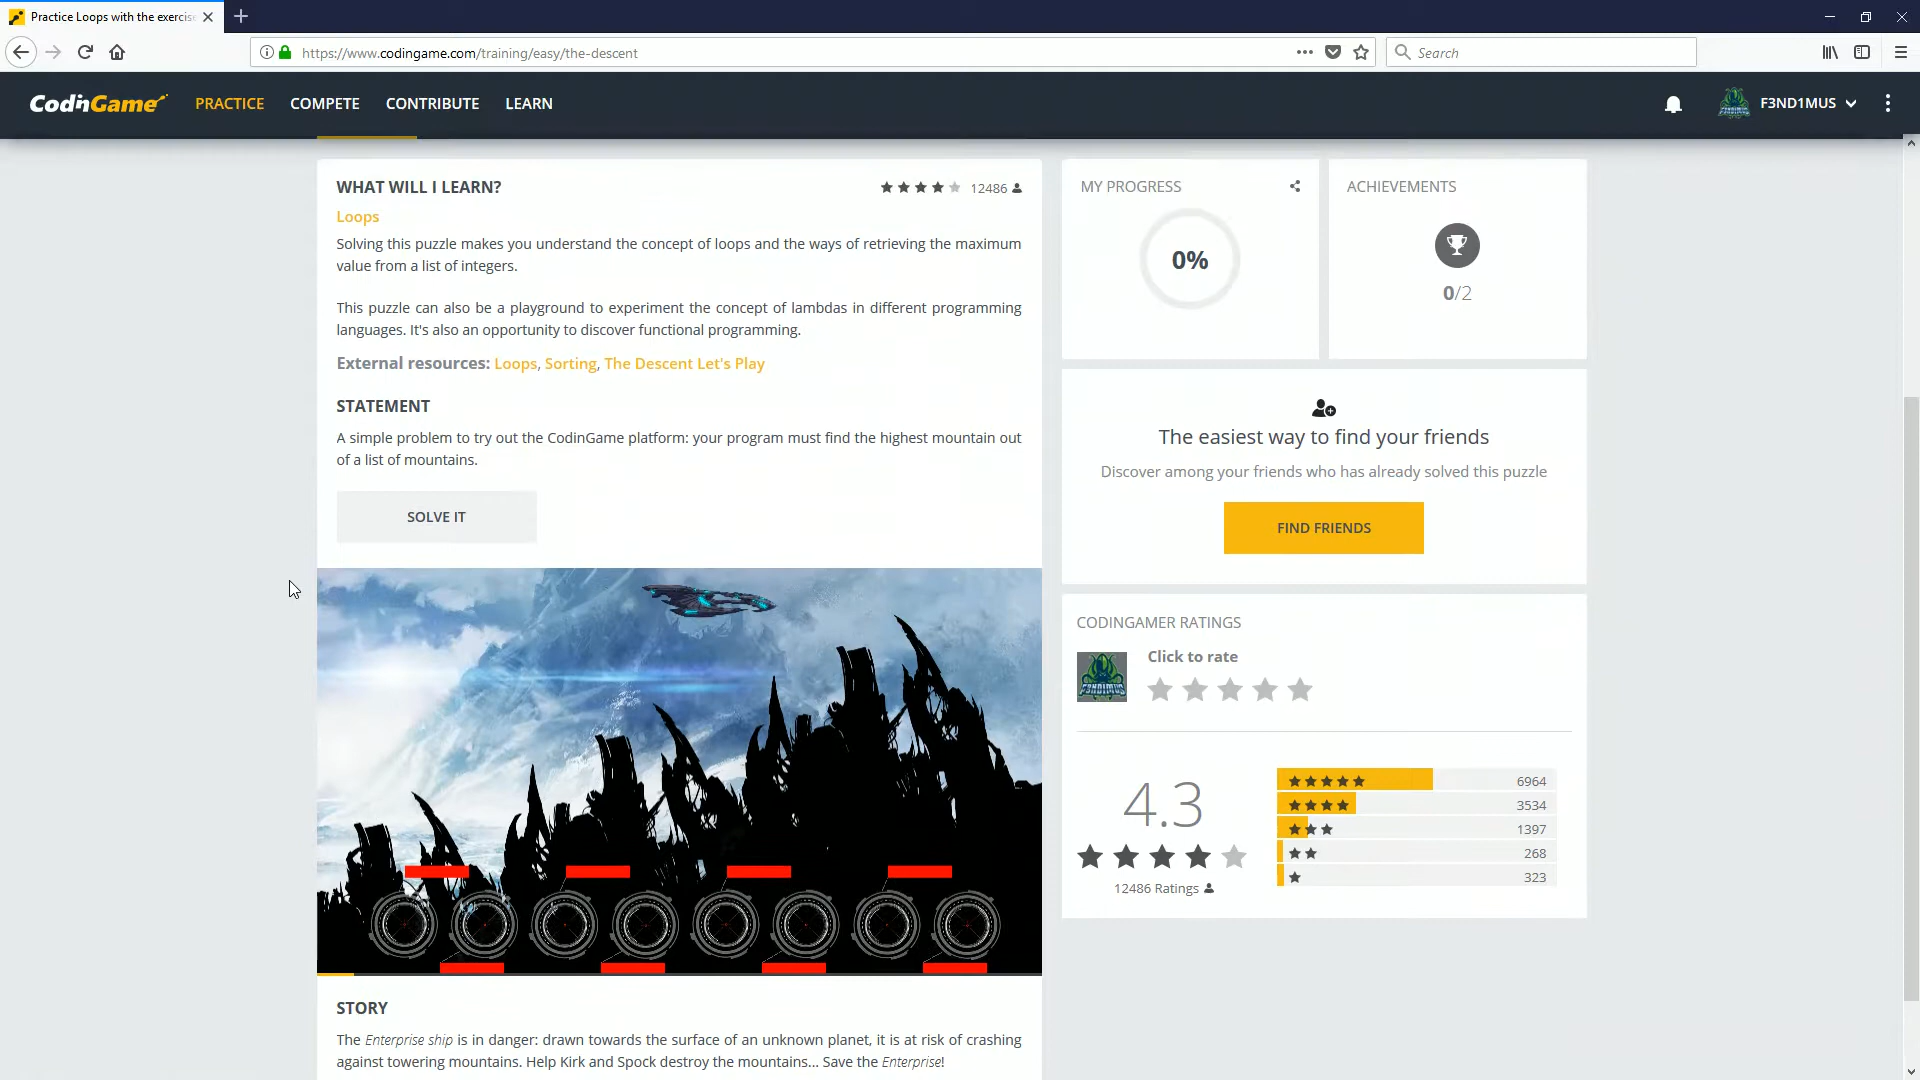 Practice Loops with the exercis
https://www.codingame.com/training/easy/the-descent
Search
CodinGame
PRACTICE
COMPETE
CONTRIBUTE
LEARN
F3ND1MUS
WHAT WILL I LEARN?
12486
Loops
Solving this puzzle makes you understand the concept of loops and the ways of retrieving the maximum
value from a list of integers.
This puzzle can also be a playground to experiment the concept of lambdas in different programming
languages. It's also an opportunity to discover functional programming.
External resources: Loops, Sorting, The Descent Let's Play
STATEMENT
A simple problem to try out the CodinGame platform: your program must find the highest mountain out
of a list of mountains.
SOLVE IT
STORY
The Enterprise ship is in danger: drawn towards the surface of an unknown planet, it is at risk of crashing
against towering mountains. Help Kirk and Spock destroy the mountains... Save the Enterprise!
MY PROGRESS
0%
ACHIEVEMENTS
0/2
The easiest way to find your friends
Discover among your friends who has already solved this puzzle
FIND FRIENDS
CODINGAMER RATINGS
Click to rate
4.3
12486 Ratings
6964
3534
1397
268
323